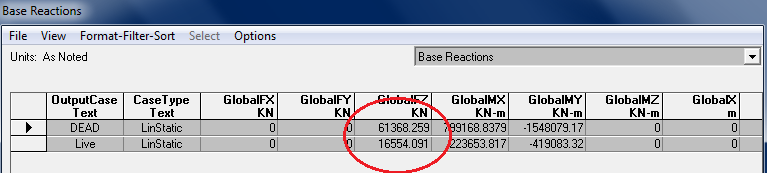 Base Reactions
File View Format-Filter-Sort Select Options
Units: As Noted Base Reactions
OutputCase CaseType GlobalFX GlobalFY GlobalFZ GlobalMX GlobalMY GlobalMZ GlobalX
Text Text KN KN KN KN-m KN-m KN-m m
DEAD LinStatic 0 0 61368.259 799168.8379 -1548079.17 0 0
Live LinStatic 0 0 16554.091 223653.817 -419083.32 0 0